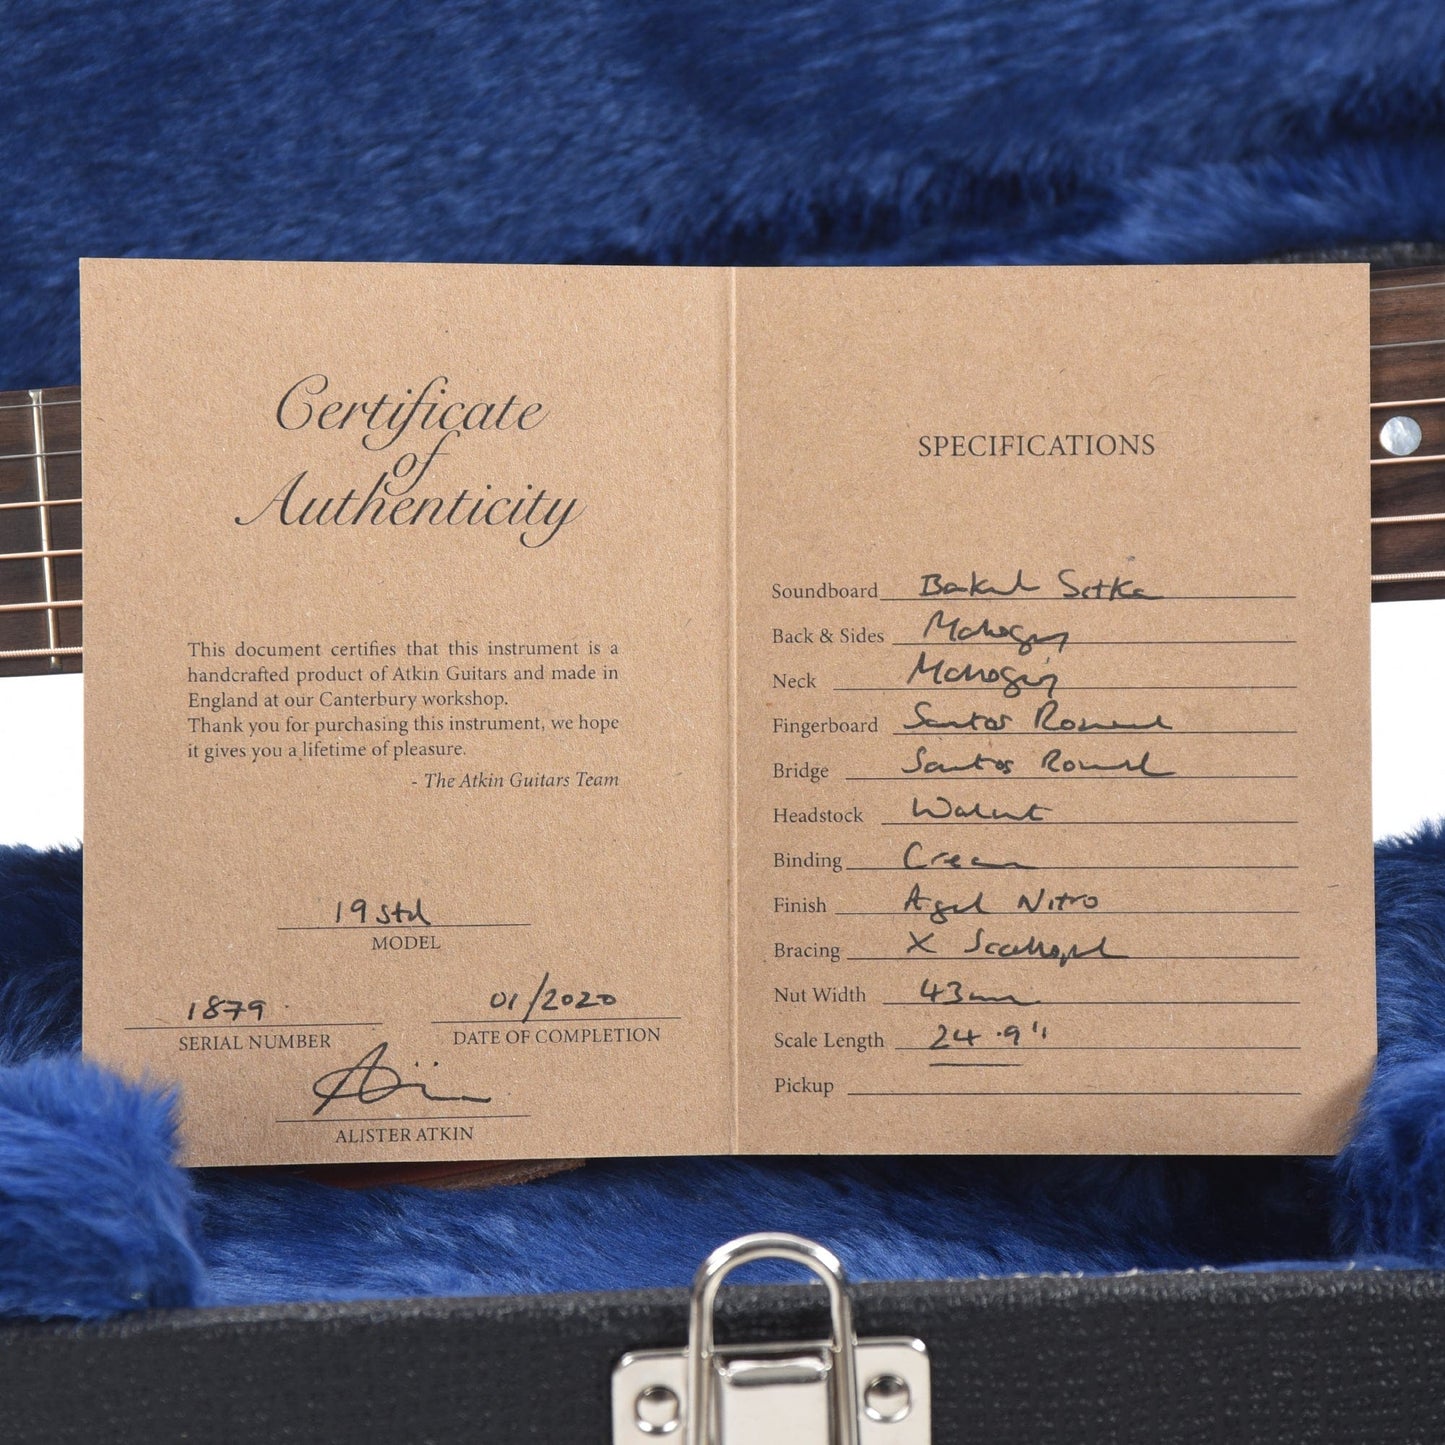 Certificate
of
Authenticity
This document certifies that this instrument is a
handcrafted product of Atkin Guitars and made in
England at our Canterbury workshop.
Thank you for purchasing this instrument, we hope
it gives you a lifetime of pleasure.
- The Atkin Guitars Team
19 Std
MODEL
1879
SERIAL NUMBER
01/2020
DATE OF COMPLETION
ALISTER ATKIN
SPECIFICATIONS
Soundboard Baked Sitka
Back & Sides Mahogany
Neck Mahogany
Fingerboard Santos Rosewood
Bridge Santos Rosewood
Headstock Walnut
Binding Cream
Finish Aged Nitro
Bracing X Scalloped
Nut Width 43mm
Scale Length 24.9"
Pickup